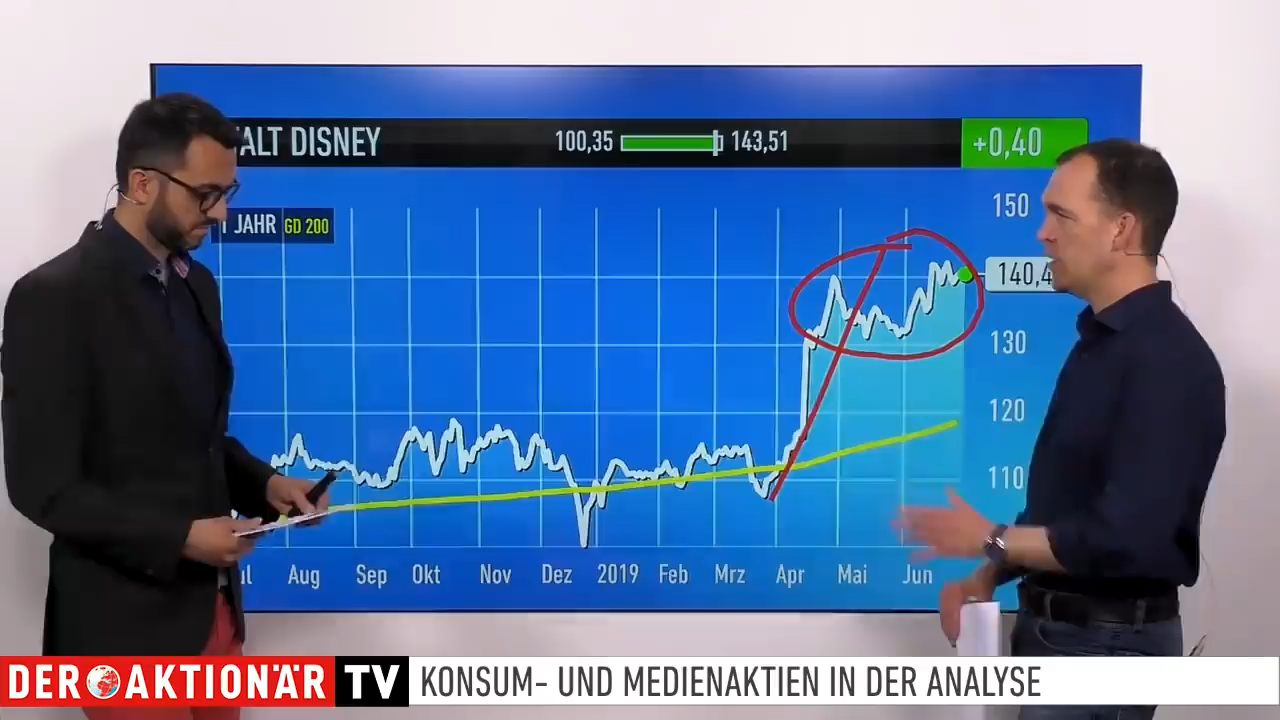 ALT DISNEY
100,35 143,51
+0,40
1 JAHR GD 200
150
140,4
130
120
110
ul Aug Sep Okt Nov Dez 2019 Feb Mrz Apr Mai Jun
DER AKTIONÄR TV
KONSUM- UND MEDIENAKTIEN IN DER ANALYSE